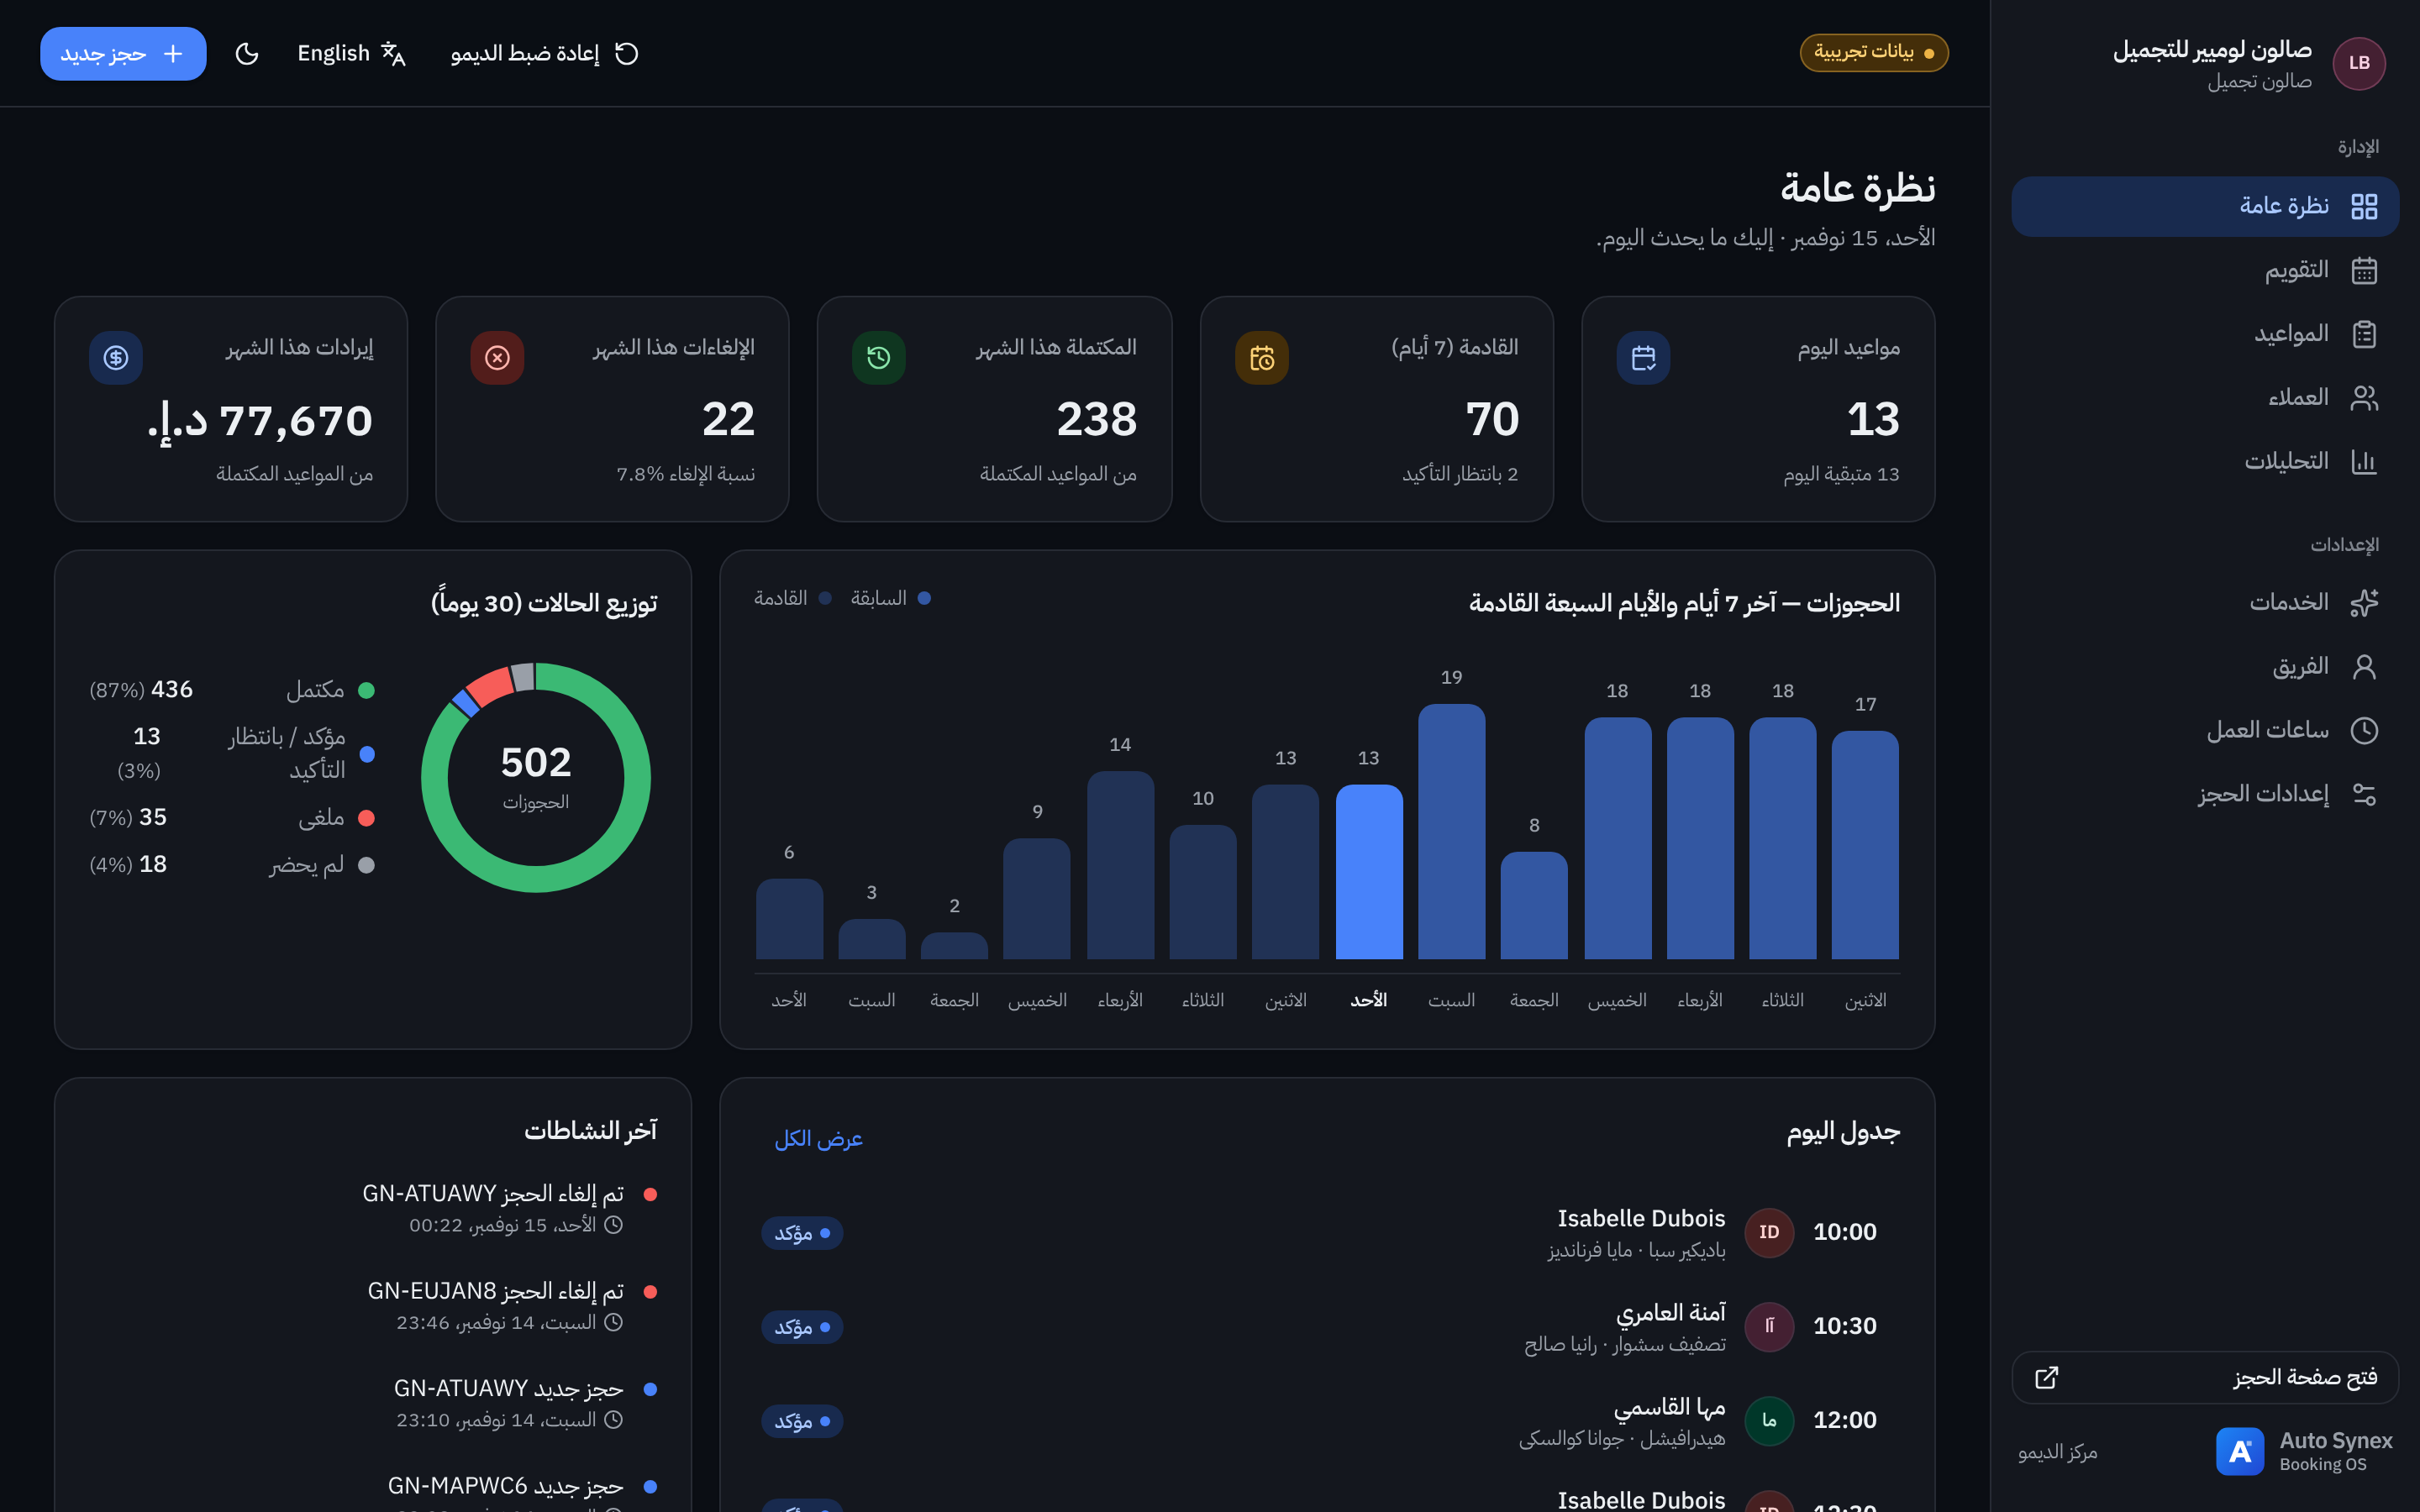 LB
صالون لوميير للتجميل
صالون تجميل
الإدارة
نظرة عامة
التقويم
المواعيد
العملاء
التحليلات
الإعدادات
الخدمات
الفريق
ساعات العمل
إعدادات الحجز
فتح صفحة الحجز
Auto Synex
Booking OS
مركز الديمو
بيانات تجريبية
إعادة ضبط الديمو
English
حجز جديد
نظرة عامة
الأحد، 15 نوفمبر · إليك ما يحدث اليوم.
مواعيد اليوم
13
13 متبقية اليوم
القادمة (7 أيام)
70
2 بانتظار التأكيد
المكتملة هذا الشهر
238
من المواعيد المكتملة
الإلغاءات هذا الشهر
22
نسبة الإلغاء 7.8%
إيرادات هذا الشهر
77,670 د.إ.
من المواعيد المكتملة
الحجوزات — آخر 7 أيام والأيام السبعة القادمة
السابقة
القادمة
17 18 18 18 8 19 13 13 10 14 9 2 3 6
الاثنين الثلاثاء الأربعاء الخميس الجمعة السبت الأحد الاثنين الثلاثاء الأربعاء الخميس الجمعة السبت الأحد
توزيع الحالات (30 يوماً)
502
الحجوزات
مكتمل 436 (87%)
مؤكد / بانتظار التأكيد 13 (3%)
ملغى 35 (7%)
لم يحضر 18 (4%)
جدول اليوم
عرض الكل
10:00 ID Isabelle Dubois
باديكير سبا · مايا فرنانديز
مؤكد
10:30 آا آمنة العامري
تصفيف سشوار · رانيا صالح
مؤكد
12:00 ما مها القاسمي
هيدرافيشل · جوانا كوالسكى
مؤكد
Isabelle Dubois
آخر النشاطات
تم إلغاء الحجز GN-ATUAWY
الأحد، 15 نوفمبر، 00:22
تم إلغاء الحجز GN-EUJAN8
السبت، 14 نوفمبر، 23:46
حجز جديد GN-ATUAWY
السبت، 14 نوفمبر، 23:10
حجز جديد GN-MAPWC6